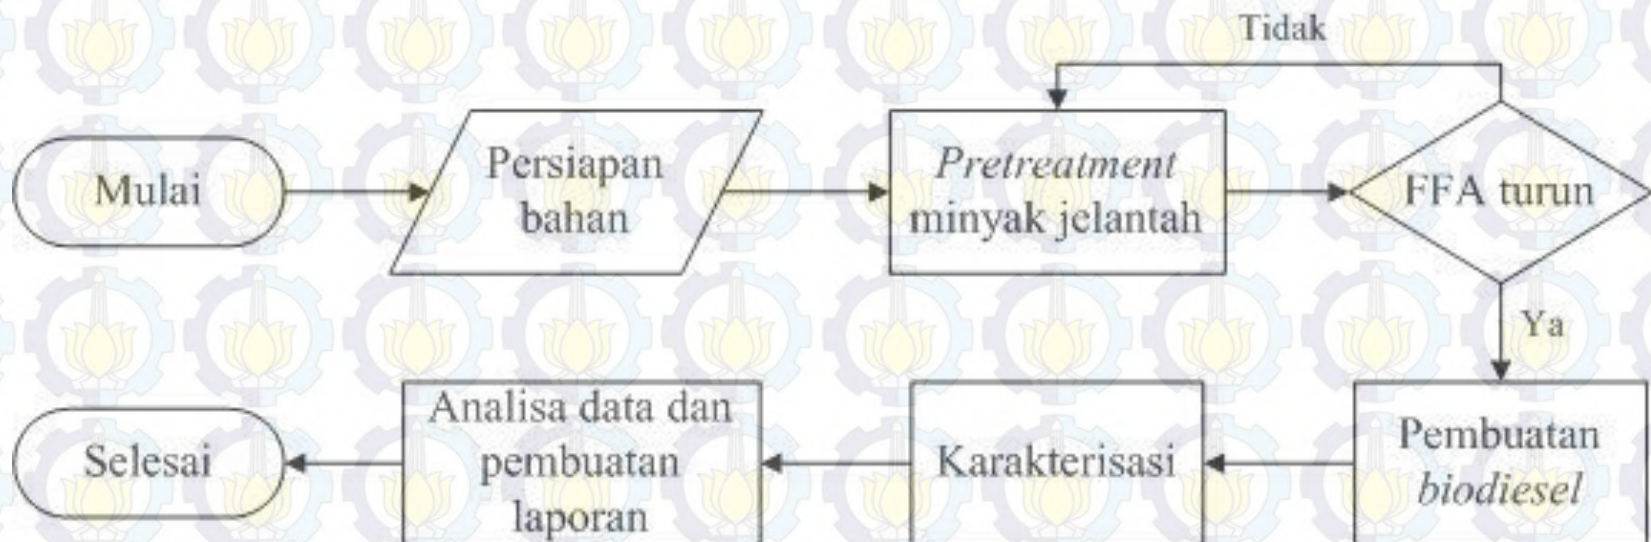 Tidak
Mulai
Persiapan
bahan
Pretreatment
minyak jelantah
FFA turun
Ya
Selesai
Analisa data dan
pembuatan
laporan
Karakterisasi
Pembuatan
biodiesel